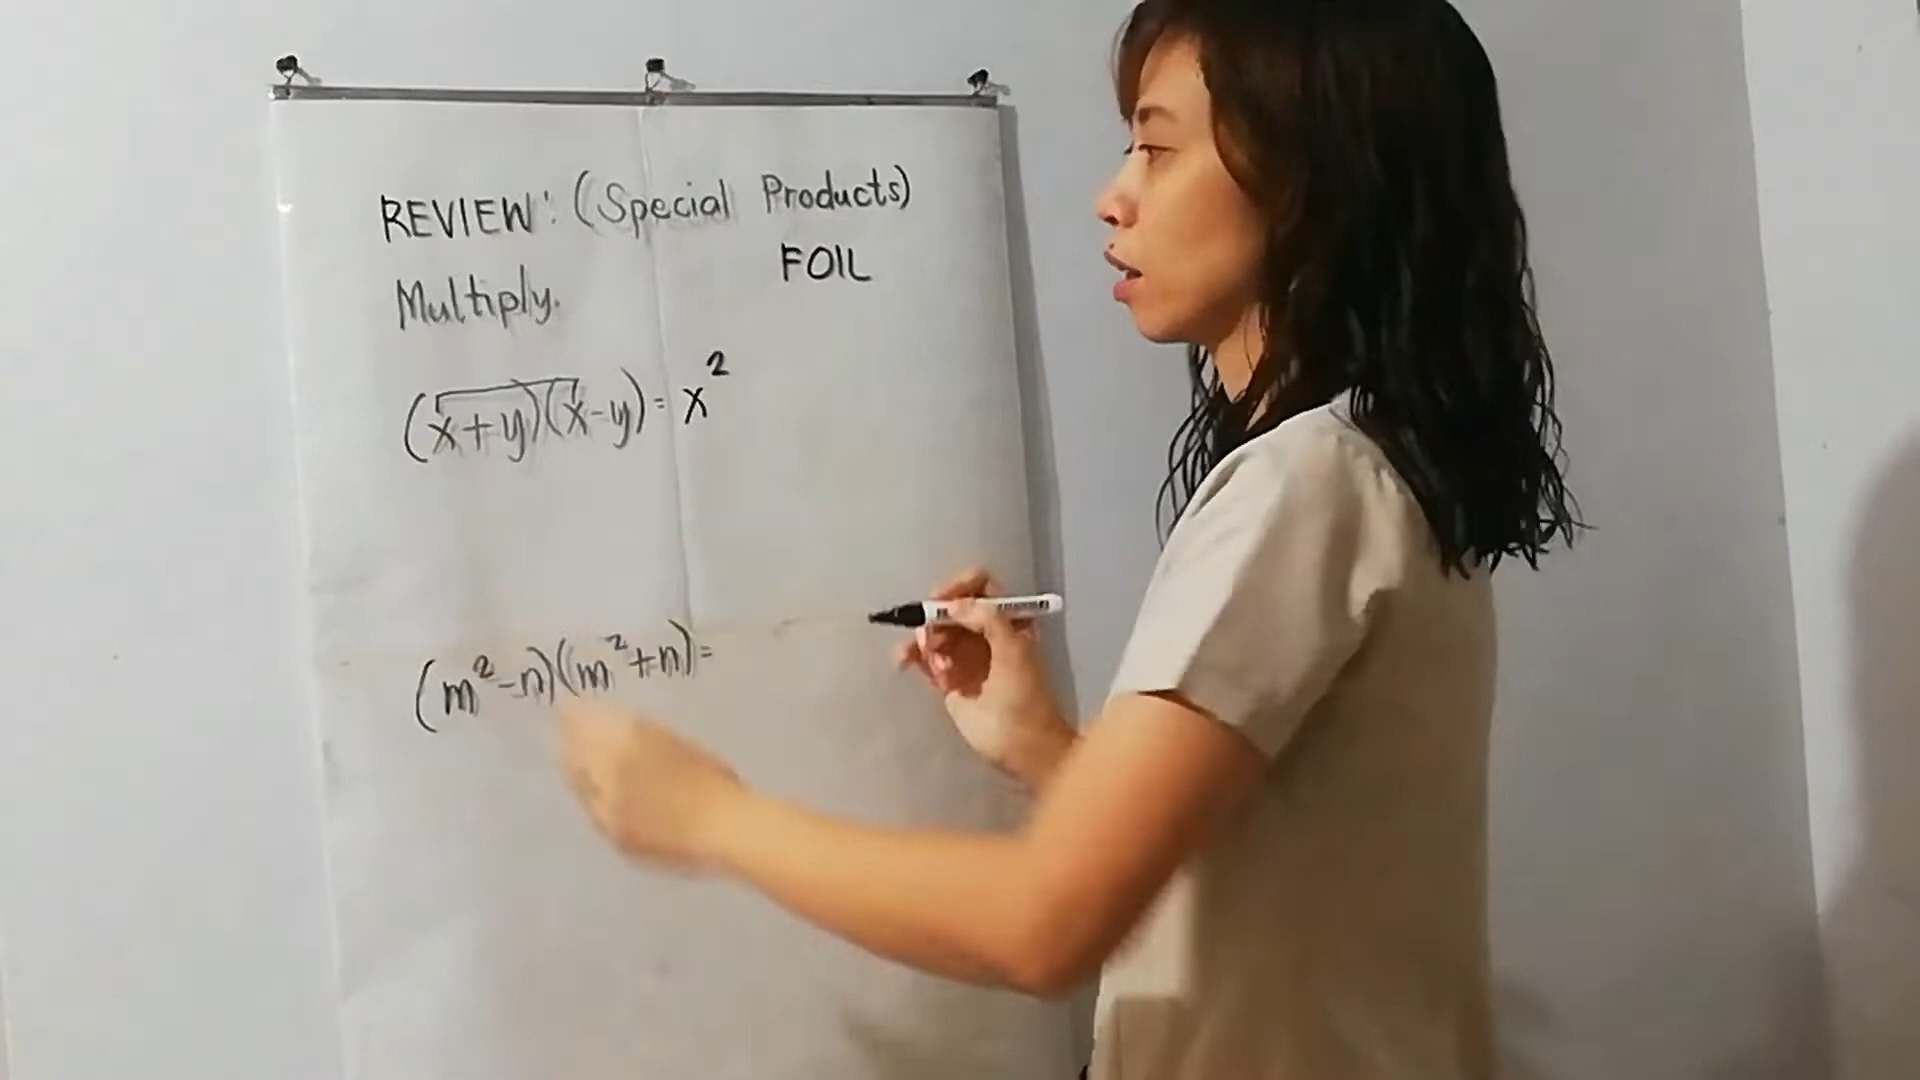 REVIEW: (Special Products)
FOIL
Multiply.
(x+y)(x-y) = x²
(m²-n)(m²+n)=